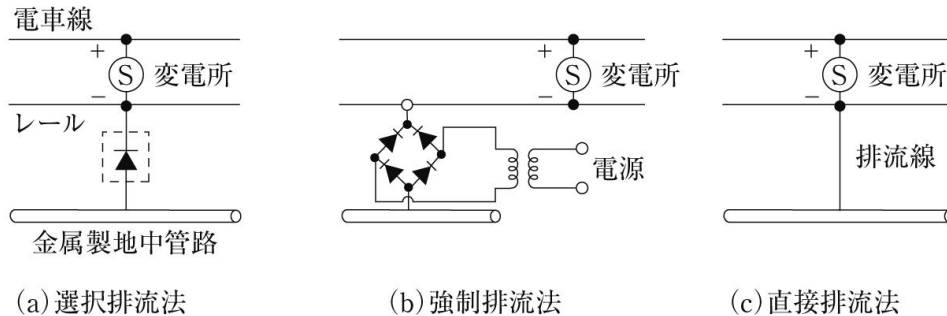 電車線
+
S
変電所
−
レール
金属製地中管路
(a)選択排流法
+
S
変電所
−
電源
(b)強制排流法
+
S
変電所
−
排流線
(c)直接排流法